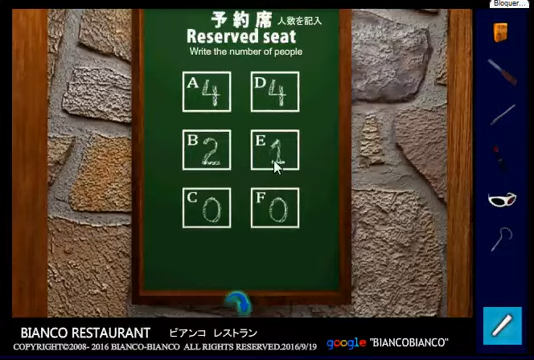 Bloquer...
予約席 人数を記入
Reserved seat
Write the number of people
A 4 D 4
B 2 E 1
C 0 F 0
BIANCO RESTAURANT ビアンコ レストラン
COPYRIGHT©2008- 2016 BIANCO-BIANCO ALL RIGHTS RESERVED.2016/9/19
google "BIANCOBIANCO"